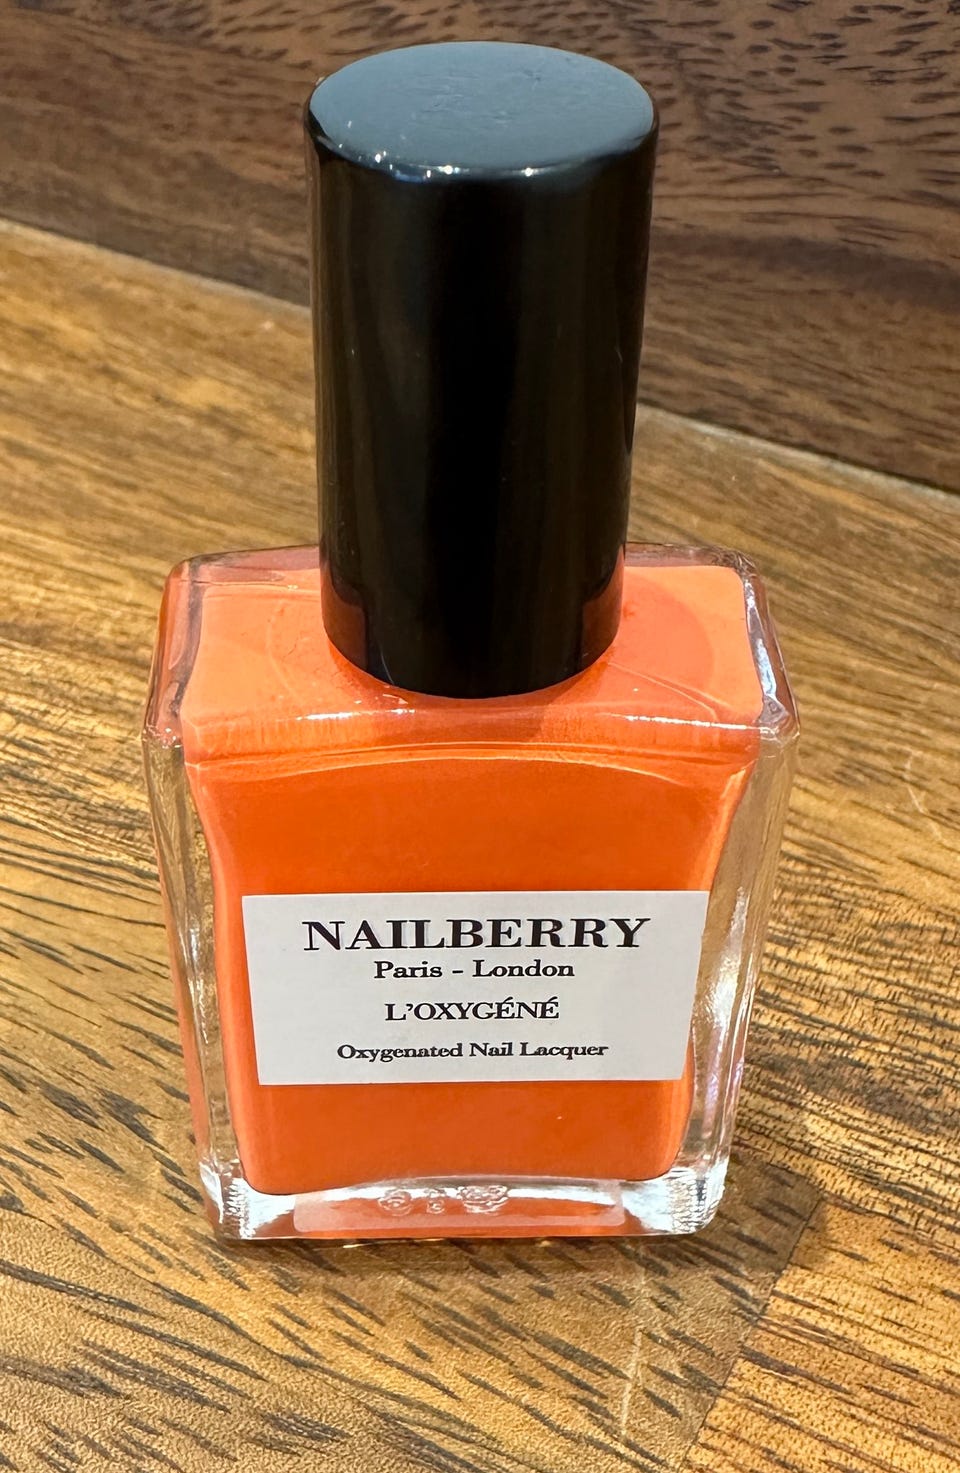 NAILBERRY
Paris - London
L'OXYGÉNÉ
Oxygenated Nail Lacquer